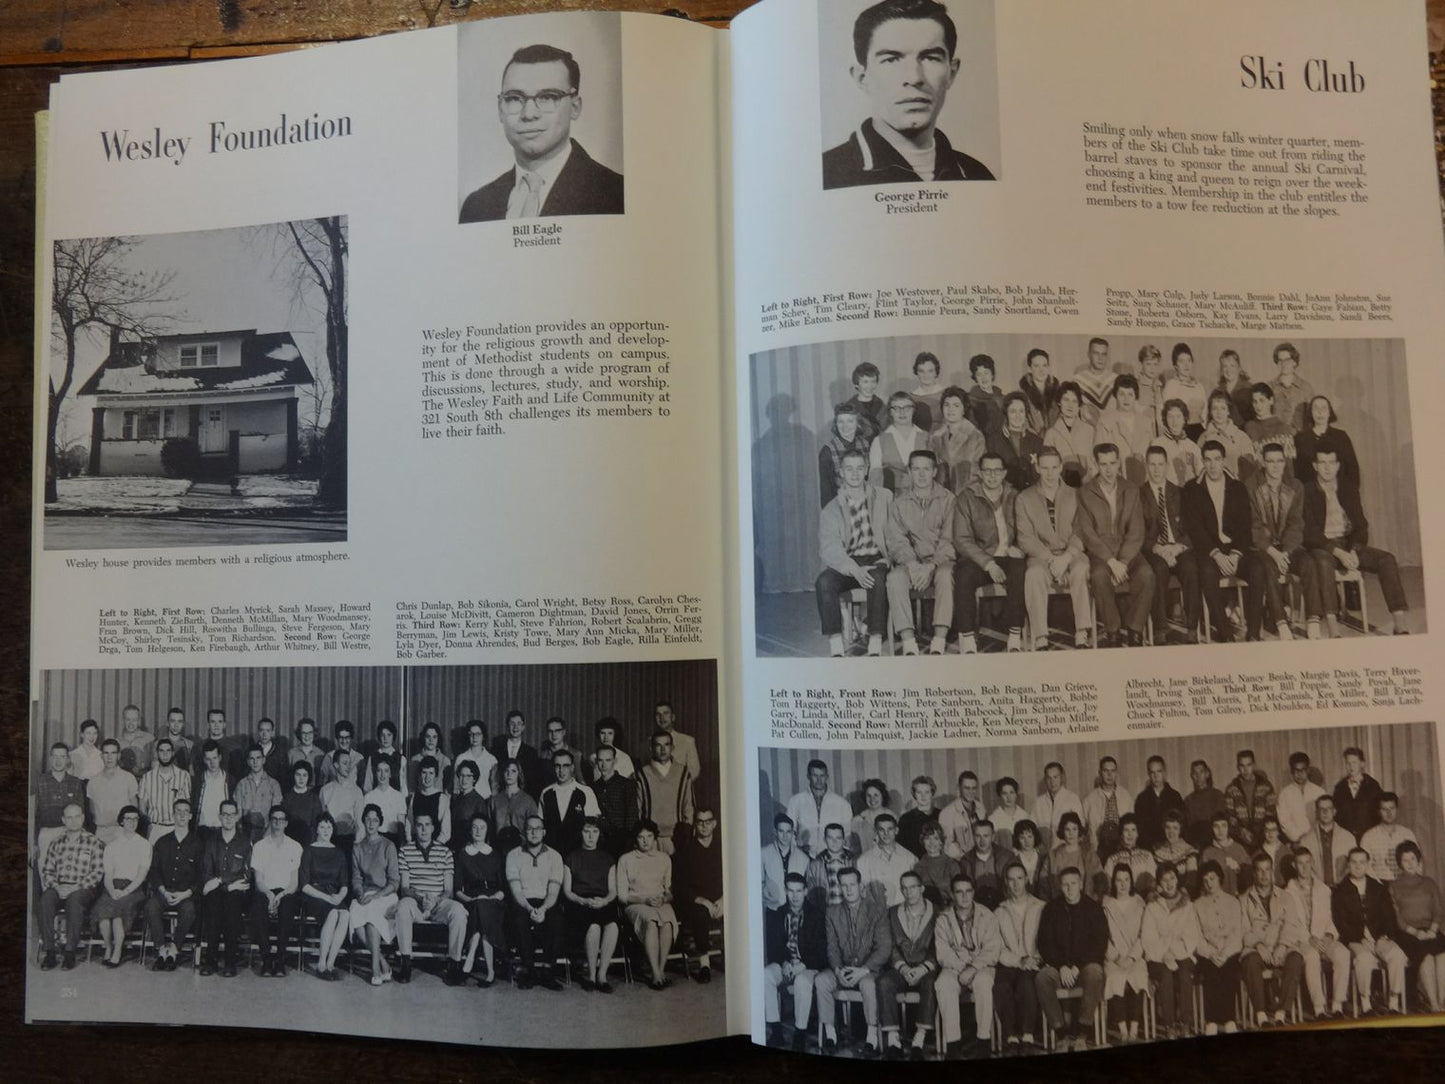 Wesley Foundation
Bill Eagle
President
Wesley Foundation provides an opportun-
ity for the religious growth and develop-
ment of Methodist students on campus.
This is done through a wide program of
discussions, lectures, study, and worship.
The Wesley Faith and Life Community at
321 South 8th challenges its members to
live their faith.
Wesley house provides members with a religious atmosphere.
Left to Right, First Row: Charles Myrick, Sarah Massey, Howard
Hunter, Kenneth ZieBarth, Denneth McMillan, Mary Woodmansey,
Fran Brown, Dick Hill, Roswitha Bullinga, Steve Fergeson, Mary
McCoy, Shirley Tesinsky, Tom Richardson. Second Row: George
Drga, Tom Helgeson, Ken Firebaugh, Arthur Whitney, Bill Westre,
Chris Dunlap, Bob Sikonia, Carol Wright, Betsy Ross, Carolyn Ches-
arok, Louise McDivitt, Cameron Dightman, David Jones, Orrin Fer-
ris. Third Row: Kerry Kuhl, Steve Fahrion, Robert Scalabrin, Gregg
Berryman, Jim Lewis, Kristy Towe, Mary Ann Micka, Mary Miller,
Lyla Dyer, Donna Ahrendes, Bud Berges, Bob Eagle, Rilla Einfeldt,
Bob Garber.
354
Ski Club
George Pirrie
President
Smiling only when snow falls winter quarter, mem-
bers of the Ski Club take time out from riding the
barrel staves to sponsor the annual Ski Carnival,
choosing a king and queen to reign over the week-
end festivities. Membership in the club entitles the
members to a tow fee reduction at the slopes.
Left to Right, First Row: Joe Westover, Paul Skabo, Bob Judah, Her-
man Schev, Tim Cleary, Flint Taylor, George Pirrie, John Shanholt-
zer, Mike Eaton. Second Row: Bonnie Peura, Sandy Snortland, Gwen
Propp, Mary Culp, Judy Larson, Bonnie Dahl, JoAnn Johnston, Sue
Seitz, Suzy Schauer, Mary McAuliff. Third Row: Gaye Fabian, Betty
Stone, Roberta Osborn, Kay Evans, Larry Davidson, Sandi Beers,
Sandy Horgan, Grace Tschacke, Marge Mattson.
Left to Right, Front Row: Jim Robertson, Bob Regan, Dan Grieve,
Tom Haggerty, Bob Wittens, Pete Sanborn, Anita Haggerty, Bobbe
Garry, Linda Miller, Carl Henry, Keith Babcock, Jim Schneider, Joy
MacDonald. Second Row: Merrill Arbuckle, Ken Meyers, John Miller,
Pat Cullen, John Palmquist, Jackie Ladner, Norma Sanborn, Arlaine
Albrecht, Jane Birkeland, Nancy Benke, Margie Davis, Terry Haver-
landt, Irving Smith. Third Row: Bill Poppie, Sandy Povah, Jane
Woodmansey, Bill Morris, Pat McCamish, Ken Miller, Bill Erwin,
Chuck Fulton, Tom Gilroy, Dick Moulden, Ed Komuro, Sonja Lach-
enmaier.